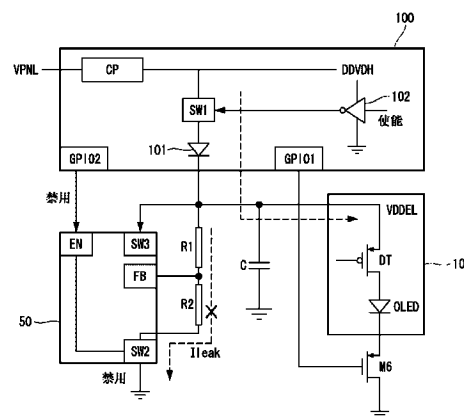 100
VPNL
CP
DDVDH
SW1
102
使能
101
GPIO2
GPIO1
禁用
VDDEL
EN
SW3
R1
DT
FB
C
10
R2
OLED
50
SW2
Ileak
M6
禁用